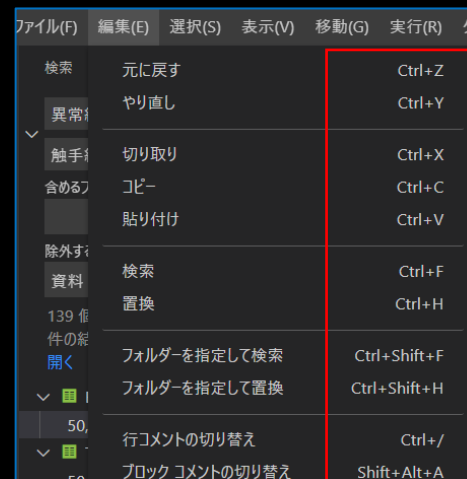 ファイル(F) 編集(E) 選択(S) 表示(V) 移動(G) 実行(R)
検索
元に戻す Ctrl+Z
やり直し Ctrl+Y
異常
切り取り Ctrl+X
触手
コピー Ctrl+C
含めるフ
貼り付け Ctrl+V
除外する
検索 Ctrl+F
資料
置換 Ctrl+H
139 個
件の結
フォルダーを指定して検索 Ctrl+Shift+F
開く
フォルダーを指定して置換 Ctrl+Shift+H
50,
行コメントの切り替え Ctrl+/
ブロック コメントの切り替え Shift+Alt+A